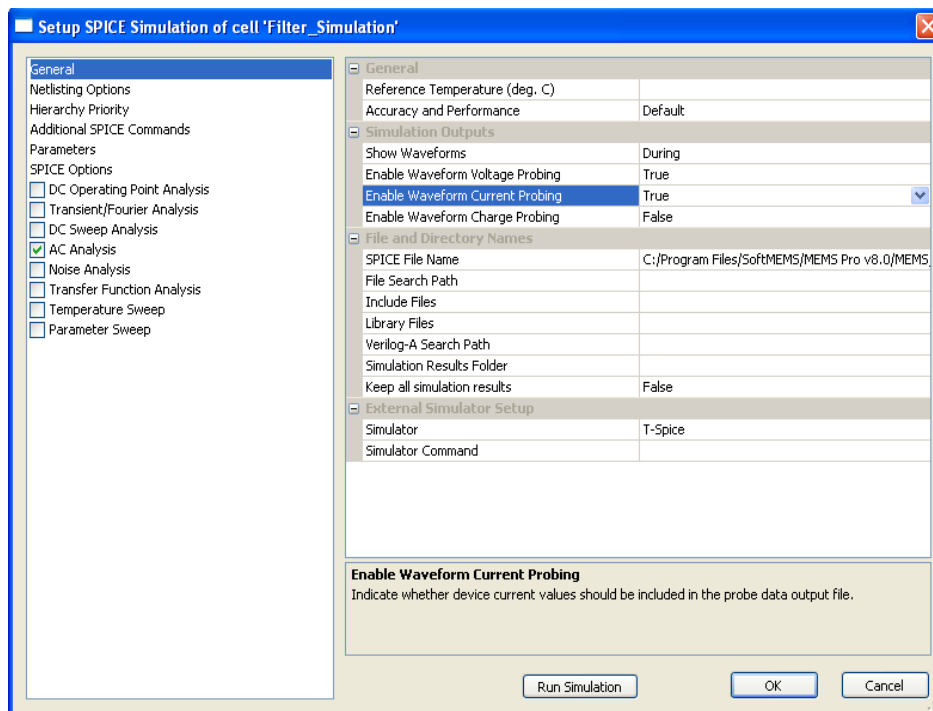 Setup SPICE Simulation of cell 'Filter_Simulation'
General
Netlisting Options
Hierarchy Priority
Additional SPICE Commands
Parameters
SPICE Options
DC Operating Point Analysis
Transient/Fourier Analysis
DC Sweep Analysis
AC Analysis
Noise Analysis
Transfer Function Analysis
Temperature Sweep
Parameter Sweep
General
Reference Temperature (deg. C)
Accuracy and Performance Default
Simulation Outputs
Show Waveforms During
Enable Waveform Voltage Probing True
Enable Waveform Current Probing True
Enable Waveform Charge Probing False
File and Directory Names
SPICE File Name C:/Program Files/SoftMEMS/MEMS Pro v8.0/MEMS_
File Search Path
Include Files
Library Files
Verilog-A Search Path
Simulation Results Folder
Keep all simulation results False
External Simulator Setup
Simulator T-Spice
Simulator Command
Enable Waveform Current Probing
Indicate whether device current values should be included in the probe data output file.
Run Simulation OK Cancel